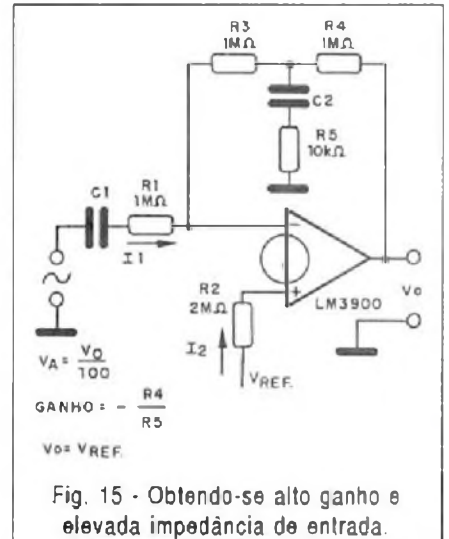 R3
1MΩ
R4
1MΩ
C2
R5
10kΩ
C1
R1
1MΩ
I1
-
+
LM3900
R2
2MΩ
I2
VREF.
Vo
VA = Vo
100
GANHO = - R4
R5
Vo = VREF.
Fig. 15 - Obtendo-se alto ganho e
elevada impedância de entrada.